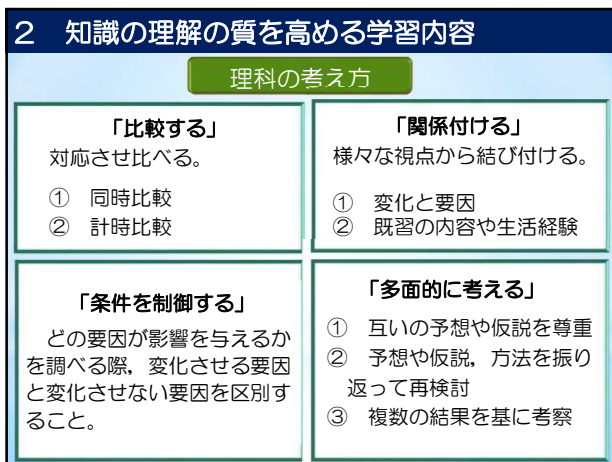 2 知識の理解の質を高める学習内容
理科の考え方
「比較する」
対応させ比べる。
① 同時比較
② 計時比較
「関係付ける」
様々な視点から結び付ける。
① 変化と要因
② 既習の内容や生活経験
「条件を制御する」
どの要因が影響を与えるか
を調べる際，変化させる要因
と変化させない要因を区別す
ること。
「多面的に考える」
① 互いの予想や仮説を尊重
② 予想や仮説，方法を振り
返って再検討
③ 複数の結果を基に考察